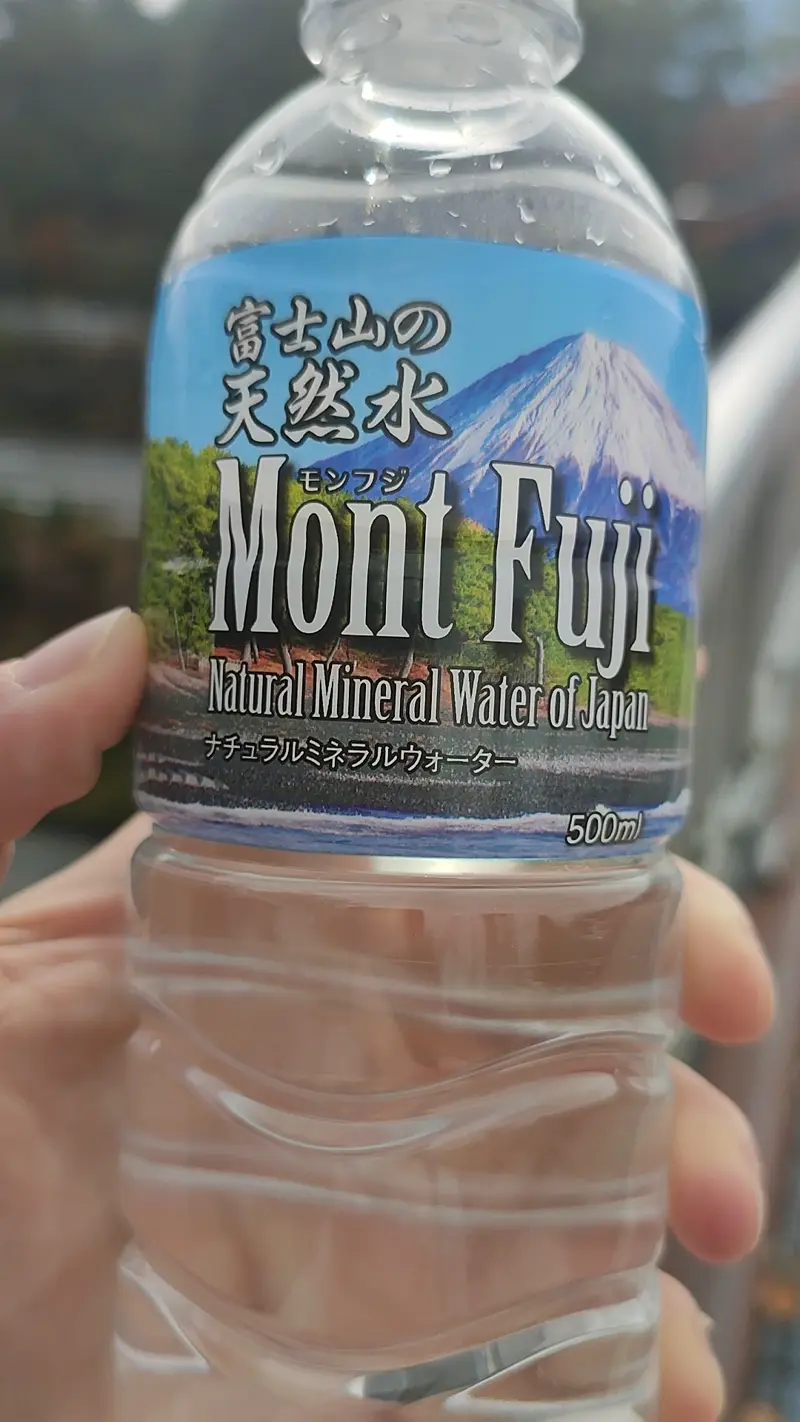 富士山の
天然水
モンフジ
Mont Fuji
Natural Mineral Water of Japan
ナチュラルミネラルウォーター
500ml